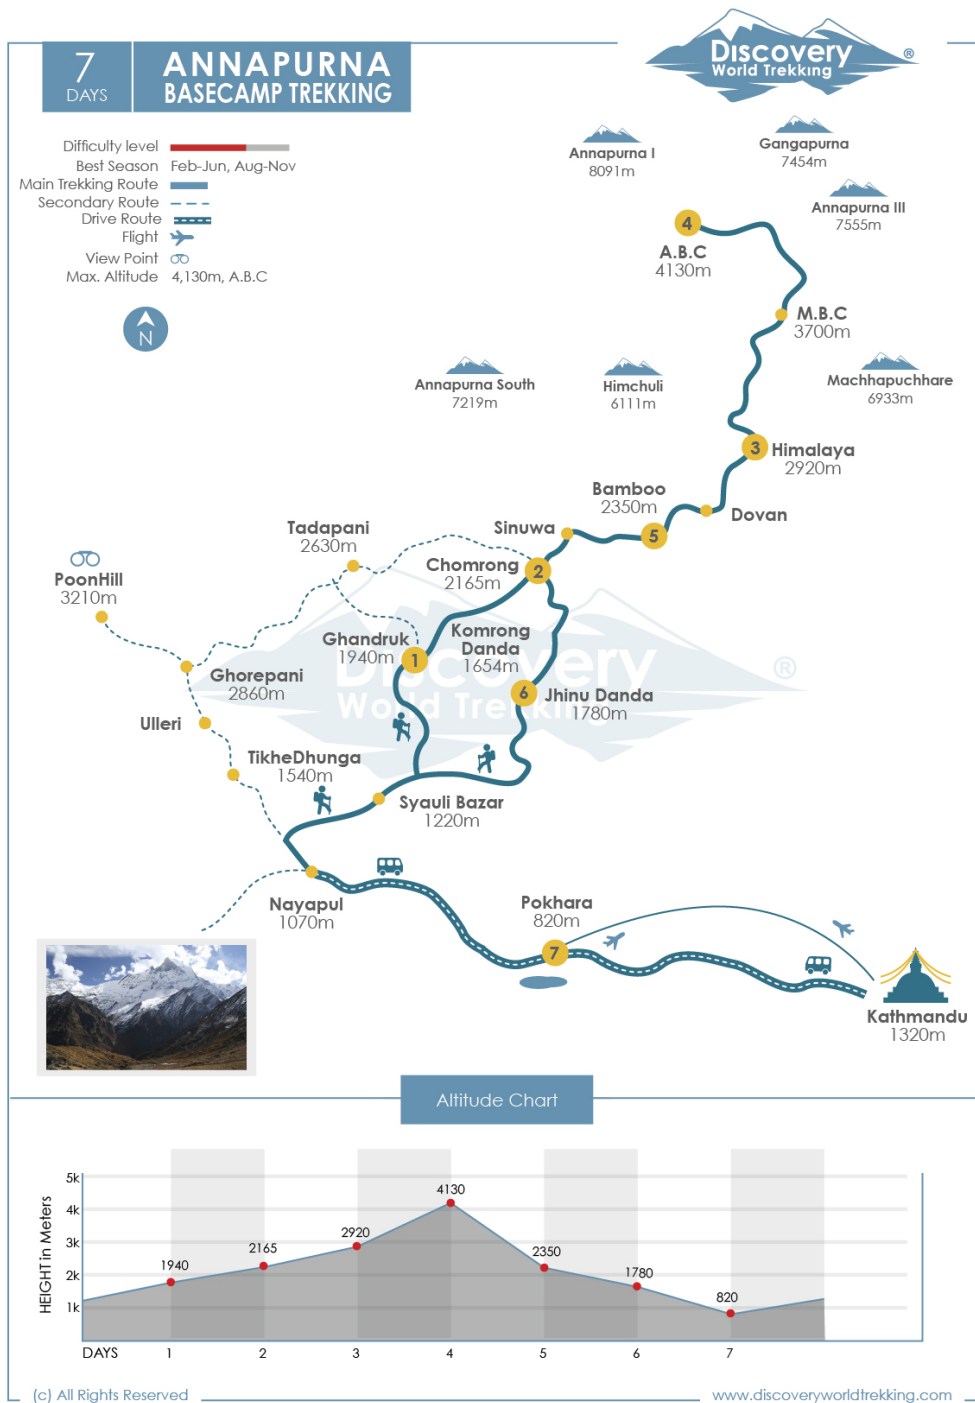 7
DAYS
ANNAPURNA
BASECAMP TREKKING
Discovery
World Trekking
®
Difficulty level
Best Season Feb-Jun, Aug-Nov
Main Trekking Route
Secondary Route
Drive Route
Flight
View Point
Max. Altitude 4,130m, A.B.C
N
Annapurna I
8091m
Gangapurna
7454m
Annapurna III
7555m
4
A.B.C
4130m
M.B.C
3700m
Annapurna South
7219m
Himchuli
6111m
Machhapuchhare
6933m
3
Himalaya
2920m
Bamboo
2350m
5
Dovan
Sinuwa
Tadapani
2630m
Chomrong
2165m
2
PoonHill
3210m
Ghandruk
1940m
1
Komrong
Danda
1654m
Discovery
World Trekking
®
Ghorepani
2860m
6
Jhinu Danda
1780m
Ulleri
TikheDhunga
1540m
Syauli Bazar
1220m
Nayapul
1070m
Pokhara
820m
7
Kathmandu
1320m
Altitude Chart
HEIGHT in Meters
5k
4k
3k
2k
1k
1940
2165
2920
4130
2350
1780
820
DAYS 1 2 3 4 5 6 7
(c) All Rights Reserved
www.discoveryworldtrekking.com